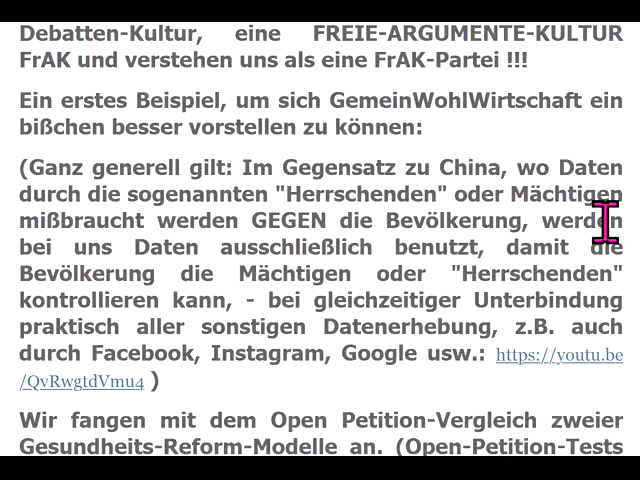 Debatten-Kultur, eine FREIE-ARGUMENTE-KULTUR
FrAK und verstehen uns als eine FrAK-Partei !!!
Ein erstes Beispiel, um sich GemeinWohlWirtschaft ein
bißchen besser vorstellen zu können:
(Ganz generell gilt: Im Gegensatz zu China, wo Daten
durch die sogenannten "Herrschenden" oder Mächtigen
mißbraucht werden GEGEN die Bevölkerung, werden
bei uns Daten ausschließlich benutzt, damit die
Bevölkerung die Mächtigen oder "Herrschenden"
kontrollieren kann, - bei gleichzeitiger Unterbindung
praktisch aller sonstigen Datenerhebung, z.B. auch
durch Facebook, Instagram, Google usw.: https://youtu.be
/QvRwgtdVmu4 )
Wir fangen mit dem Open Petition-Vergleich zweier
Gesundheits-Reform-Modelle an. (Open-Petition-Tests